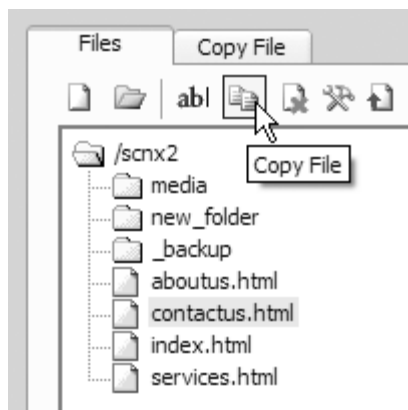 Files Copy File
abl
/scnx2
Copy File
media
new_folder
_backup
aboutus.html
contactus.html
index.html
services.html